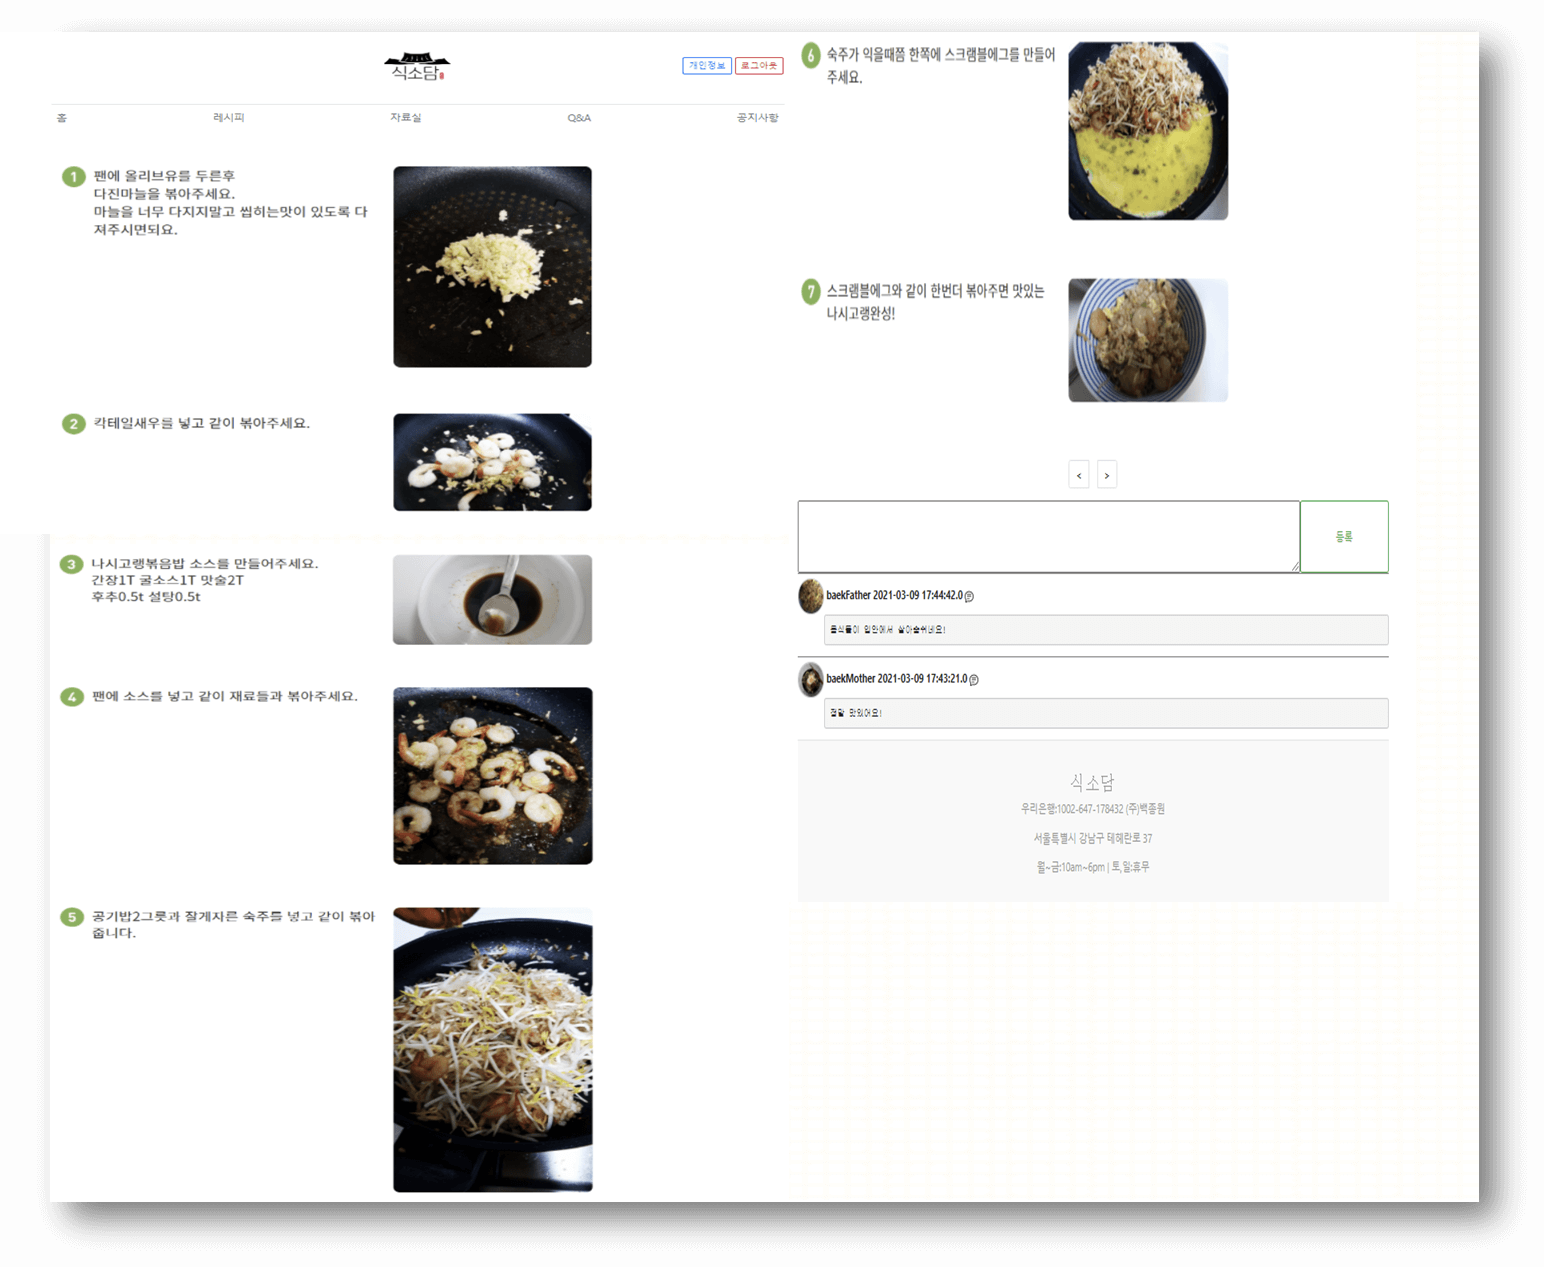 식소담
개인정보 로그아웃
홈 레시피 자료실 Q&A 공지사항
1 팬에 올리브유를 두른후
다진마늘을 볶아주세요.
마늘을 너무 다지지말고 씹히는맛이 있도록 다
져주시면되요.
2 칵테일새우를 넣고 같이 볶아주세요.
3 나시고랭볶음밥 소스를 만들어주세요.
간장1T 굴소스1T 맛술2T
후추0.5t 설탕0.5t
4 팬에 소스를 넣고 같이 재료들과 볶아주세요.
5 공기밥2그릇과 잘게자른 숙주를 넣고 같이 볶아
줍니다.
6 숙주가 익을때쯤 한쪽에 스크램블에그를 만들어
주세요.
7 스크램블에그와 같이 한번더 볶아주면 맛있는
나시고랭완성!
< >
등록
baekFather 2021-03-09 17:44:42.0
음식들이 입안에서 살아숨쉬네요!
baekMother 2021-03-09 17:43:21.0
정말 맛있어요!
식소담
우리은행:1002-647-178432 (주)백종원
서울특별시 강남구 테헤란로 37
월~금:10am~6pm | 토,일:휴무